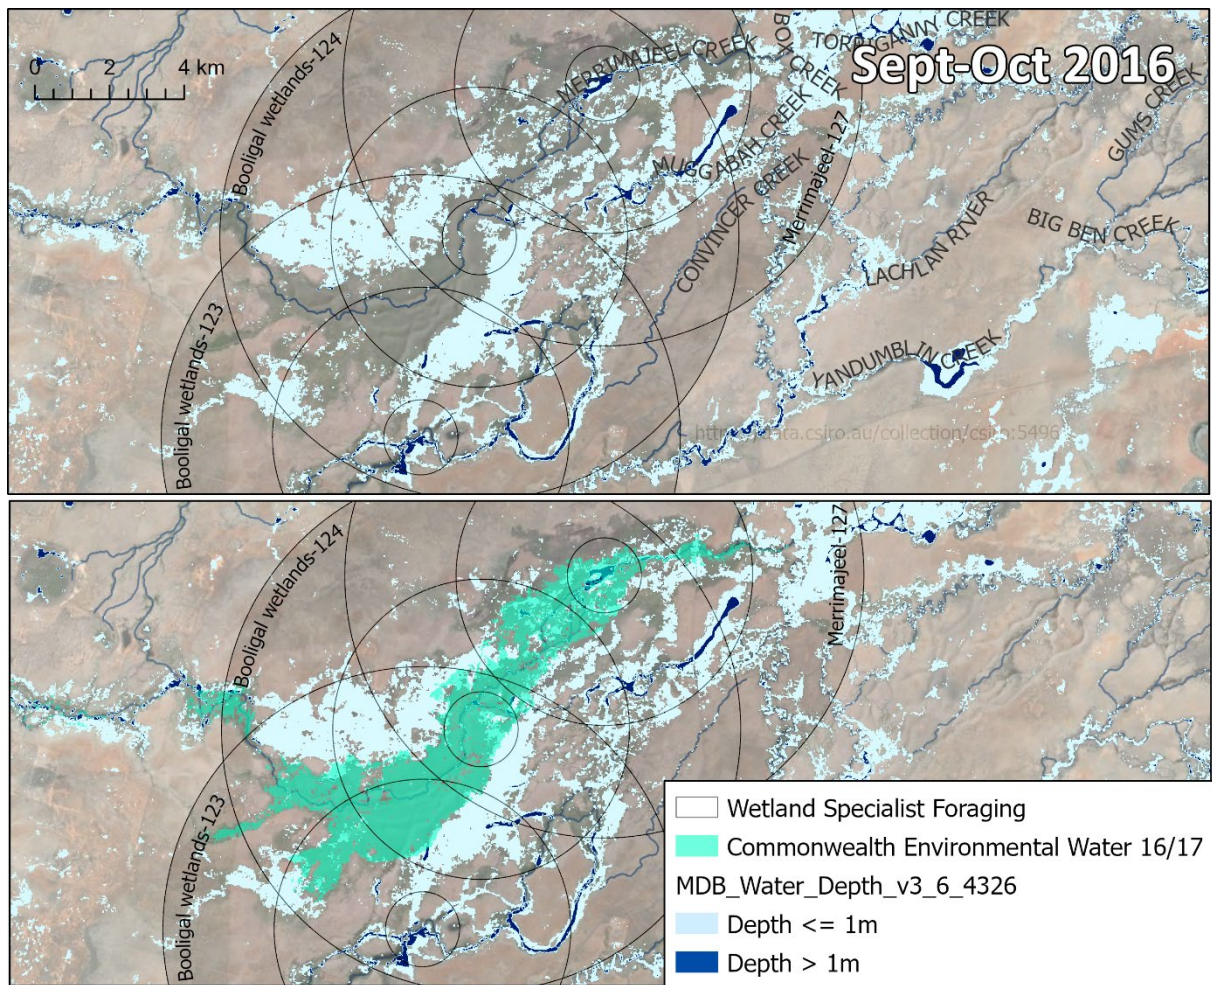 BOX CREEK
TORRIGANNY CREEK
Sept-Oct 2016
0 2 4 km
Booligal wetlands-124
MERRIMAJEEL CREEK
GUMS CREEK
MUGGABAH CREEK
CONVINCER CREEK
Merrimajeel-127
BIG BEN CREEK
LACHLAN RIVER
Booligal wetlands-123
YANDUMBLIN CREEK
Booligal wetlands-124
Merrimajeel-127
Booligal wetlands-123
Wetland Specialist Foraging
Commonwealth Environmental Water 16/17
MDB_Water_Depth_v3_6_4326
Depth <= 1m
Depth > 1m